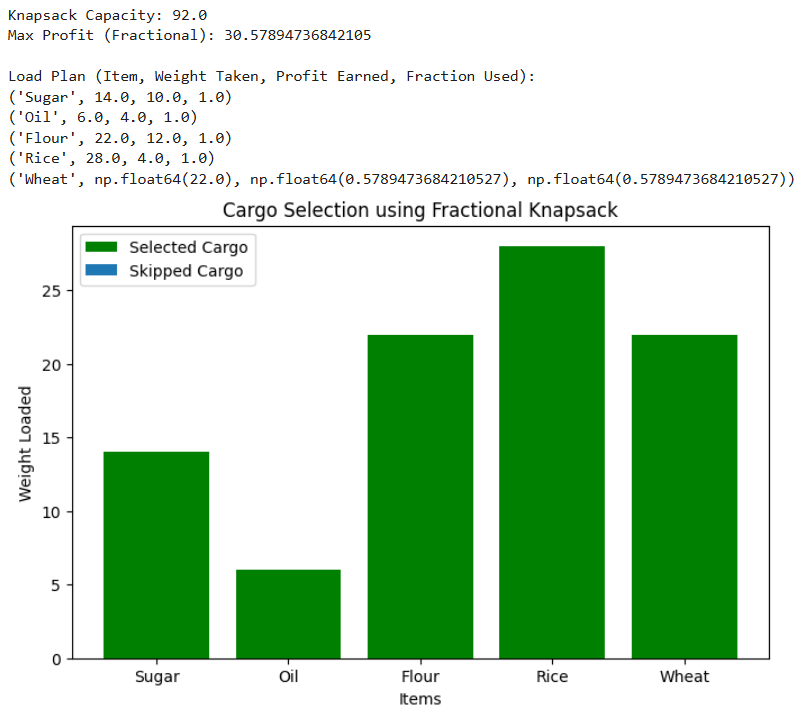 Knapsack Capacity: 92.0
Max Profit (Fractional): 30.57894736842105
Load Plan (Item, Weight Taken, Profit Earned, Fraction Used):
('Sugar', 14.0, 10.0, 1.0)
('Oil', 6.0, 4.0, 1.0)
('Flour', 22.0, 12.0, 1.0)
('Rice', 28.0, 4.0, 1.0)
('Wheat', np.float64(22.0), np.float64(0.5789473684210527), np.float64(0.5789473684210527))
Cargo Selection using Fractional Knapsack
Selected Cargo
Skipped Cargo
Weight Loaded
25
20
15
10
5
0
Sugar Oil Flour Rice Wheat
Items